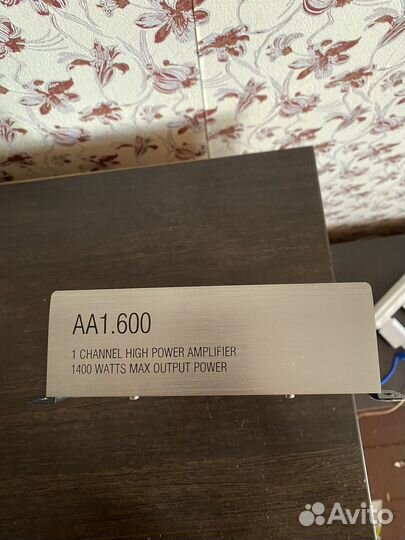 AA1.600
1 CHANNEL HIGH POWER AMPLIFIER
1400 WATTS MAX OUTPUT POWER
Avito